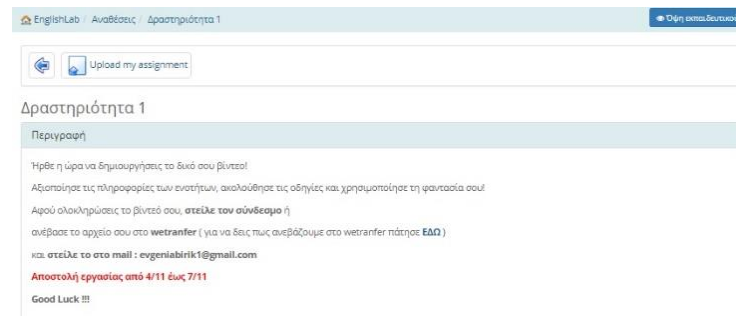 EnglishLab / Αναθέσεις / Δραστηριότητα 1
Όψη εκπαιδευτικού
Upload my assignment
Δραστηριότητα 1
Περιγραφή
Ήρθε η ώρα να δημιουργήσεις το δικό σου βίντεο!
Αξιοποίησε τις πληροφορίες των ενοτήτων, ακολούθησε τις οδηγίες και χρησιμοποίησε τη φαντασία σου!
Αφού ολοκληρώσεις το βίντεό σου, στείλε τον σύνδεσμο ή
ανέβασε το αρχείο σου στο wetranfer ( για να δεις πως ανεβάζουμε στο wetranfer πάτησε ΕΔΩ )
και στείλε το στο mail : evgeniabirik1@gmail.com
Αποστολή εργασίας από 4/11 έως 7/11
Good Luck !!!